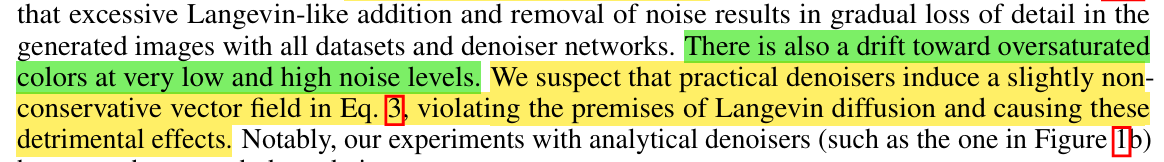 that excessive Langevin-like addition and removal of noise results in gradual loss of detail in the
generated images with all datasets and denoiser networks. There is also a drift toward oversaturated
colors at very low and high noise levels. We suspect that practical denoisers induce a slightly non-
conservative vector field in Eq. 3, violating the premises of Langevin diffusion and causing these
detrimental effects. Notably, our experiments with analytical denoisers (such as the one in Figure 1b)